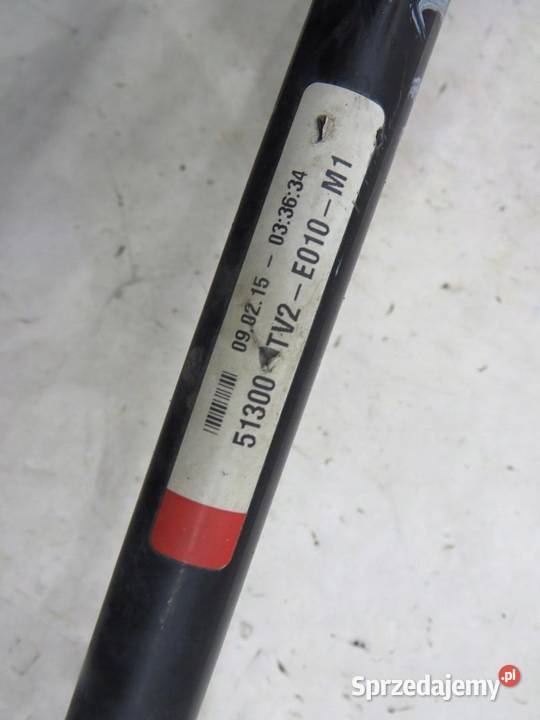 09.02.15 – 03:36:34
51300 TV2 – E010 – M1
Sprzedajemy.pl